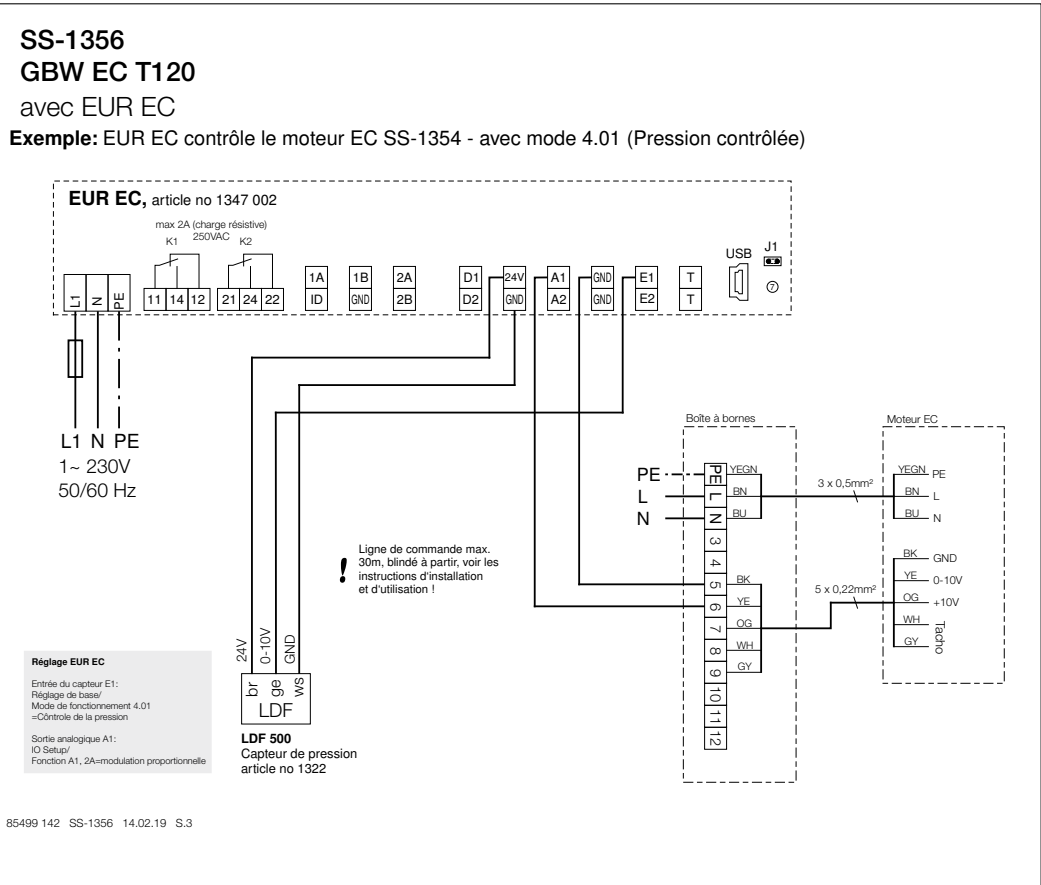 SS-1356
GBW EC T120
avec EUR EC
Exemple: EUR EC contrôle le moteur EC SS-1354 - avec mode 4.01 (Pression contrôlée)
EUR EC, article no 1347 002
max 2A (charge résistive)
250VAC
K1
K2
USB
J1
7
L1 N PE
11 14 12
21 24 22
1A
ID
1B
GND
2A
2B
D1
D2
24V
GND
A1
A2
GND
GND
E1
E2
T
T
L1 N PE
1~ 230V
50/60 Hz
Boîte à bornes
Moteur EC
PE
L
N
PE
L
N
3
4
5
6
7
8
9
10
11
12
YEGN
BN
BU
BK
YE
OG
WH
GY
3 x 0,5mm²
5 x 0,22mm²
YEGN PE
BN L
BU N
BK GND
YE 0-10V
OG +10V
WH
GY
Tacho
! Ligne de commande max.
30m, blindé à partir, voir les
instructions d'installation
et d'utilisation !
24V
0-10V
GND
br
ge
ws
LDF
LDF 500
Capteur de pression
article no 1322
Réglage EUR EC
Entrée du capteur E1:
Réglage de base/
Mode de fonctionnement 4.01
=Côntrole de la pression
Sortie analogique A1:
IO Setup/
Fonction A1, 2A=modulation proportionnelle
85499 142 SS-1356 14.02.19 S.3